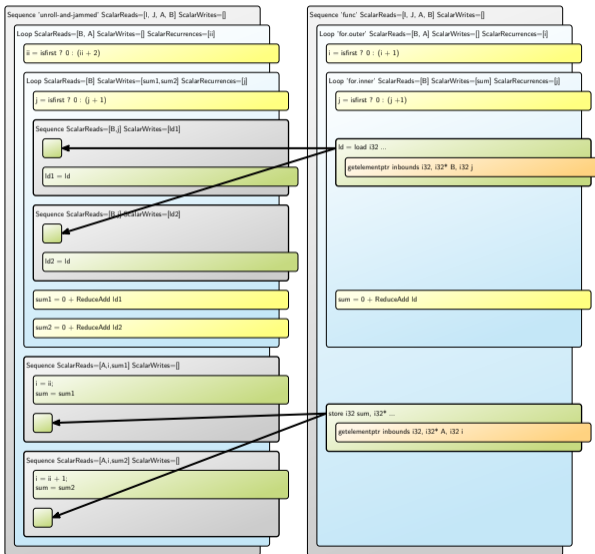 Sequence 'unroll-and-jammed' ScalarReads=[I, J, A, B] ScalarWrites=[]
Loop ScalarReads=[B, A] ScalarWrites=[] ScalarRecurrences=[ii]
ii = isfirst ? 0 : (ii + 2)
Loop ScalarReads=[B] ScalarWrites=[sum1,sum2] ScalarRecurrences=[j]
j = isfirst ? 0 : (j + 1)
Sequence ScalarReads=[B,j] ScalarWrites=[ld1]
ld1 = ld
Sequence ScalarReads=[B,j] ScalarWrites=[ld2]
ld2 = ld
sum1 = 0 + ReduceAdd ld1
sum2 = 0 + ReduceAdd ld2
Sequence ScalarReads=[A,i,sum1] ScalarWrites=[]
i = ii;
sum = sum1
Sequence ScalarReads=[A,i,sum2] ScalarWrites=[]
i = ii + 1;
sum = sum2
Sequence 'func' ScalarReads=[I, J, A, B] ScalarWrites=[]
Loop 'for.outer' ScalarReads=[B, A] ScalarWrites=[] ScalarRecurrences=[i]
i = isfirst ? 0 : (i + 1)
Loop 'for.inner' ScalarReads=[B] ScalarWrites=[sum] ScalarRecurrences=[j]
j = isfirst ? 0 : (j +1)
ld = load i32 ...
getelementptr inbounds i32, i32* B, i32 j
sum = 0 + ReduceAdd ld
store i32 sum, i32* ...
getelementptr inbounds i32, i32* A, i32 i